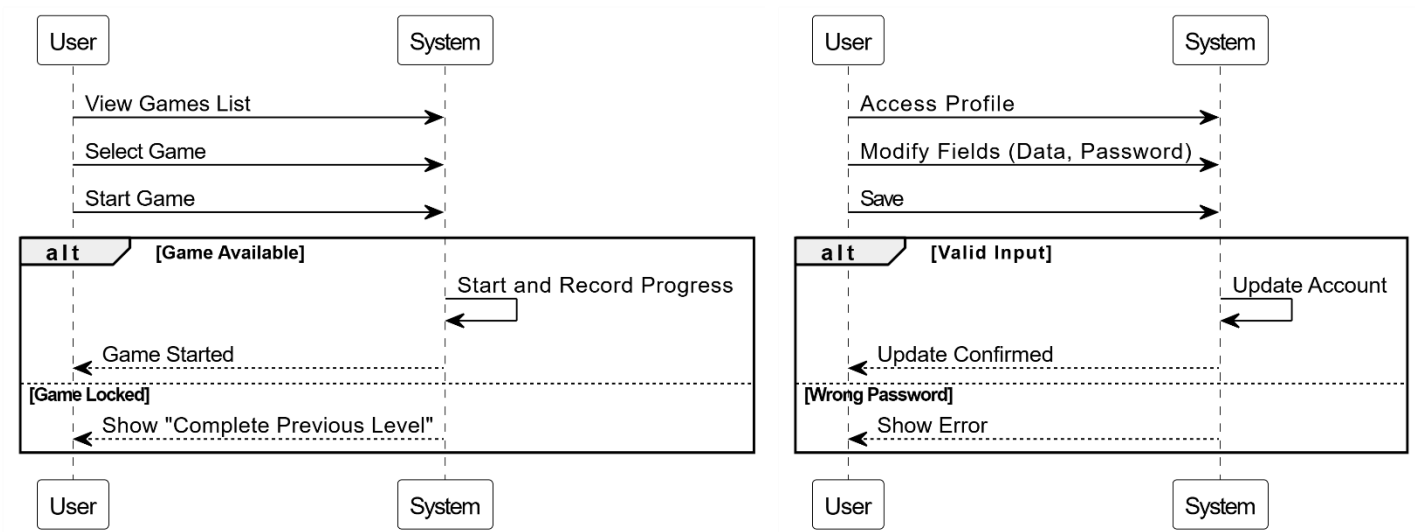 User
System
View Games List
Select Game
Start Game
alt [Game Available]
Start and Record Progress
Game Started
[Game Locked]
Show "Complete Previous Level"
User
System
User
System
Access Profile
Modify Fields (Data, Password)
Save
alt [Valid Input]
Update Account
Update Confirmed
[Wrong Password]
Show Error
User
System